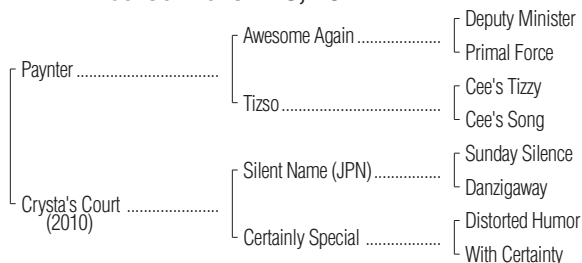 Deputy Minister
Awesome Again
Primal Force
Paynter
Cee's Tizzy
Tizso
Cee's Song
Sunday Silence
Silent Name (JPN)
Danzigaway
Crysta's Court
(2010)
Distorted Humor
Certainly Special
With Certainty